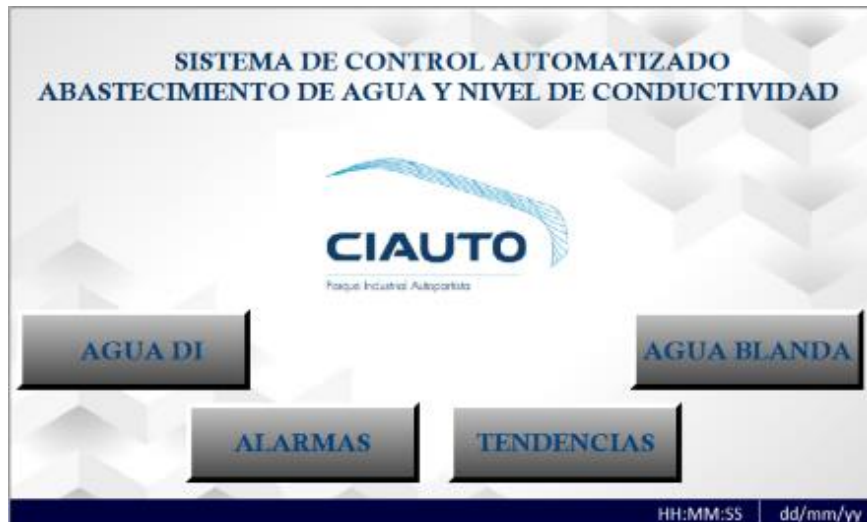 SISTEMA DE CONTROL AUTOMATIZADO
ABASTECIMIENTO DE AGUA Y NIVEL DE CONDUCTIVIDAD
CIAUTO
Parque Industrial Autopartista
AGUA DI
AGUA BLANDA
ALARMAS
TENDENCIAS
HH:MM:SS dd/mm/yy